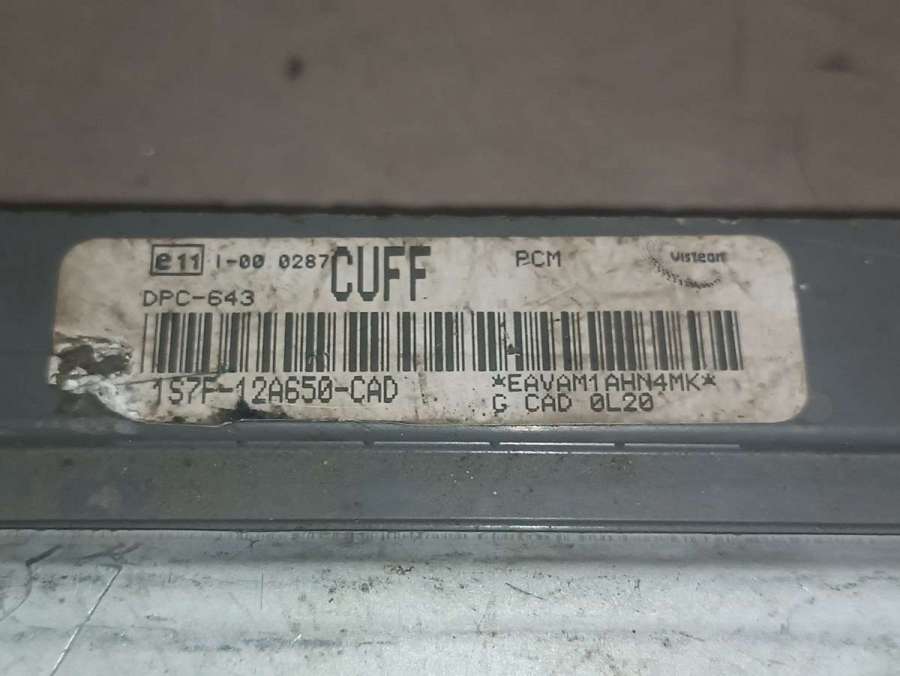 e11 I-00 0287 CUFF PCM Visteon
DPC-643
1S7F-12A650-CAD *EAVAM1AHN4MK*
G CAD 0L20